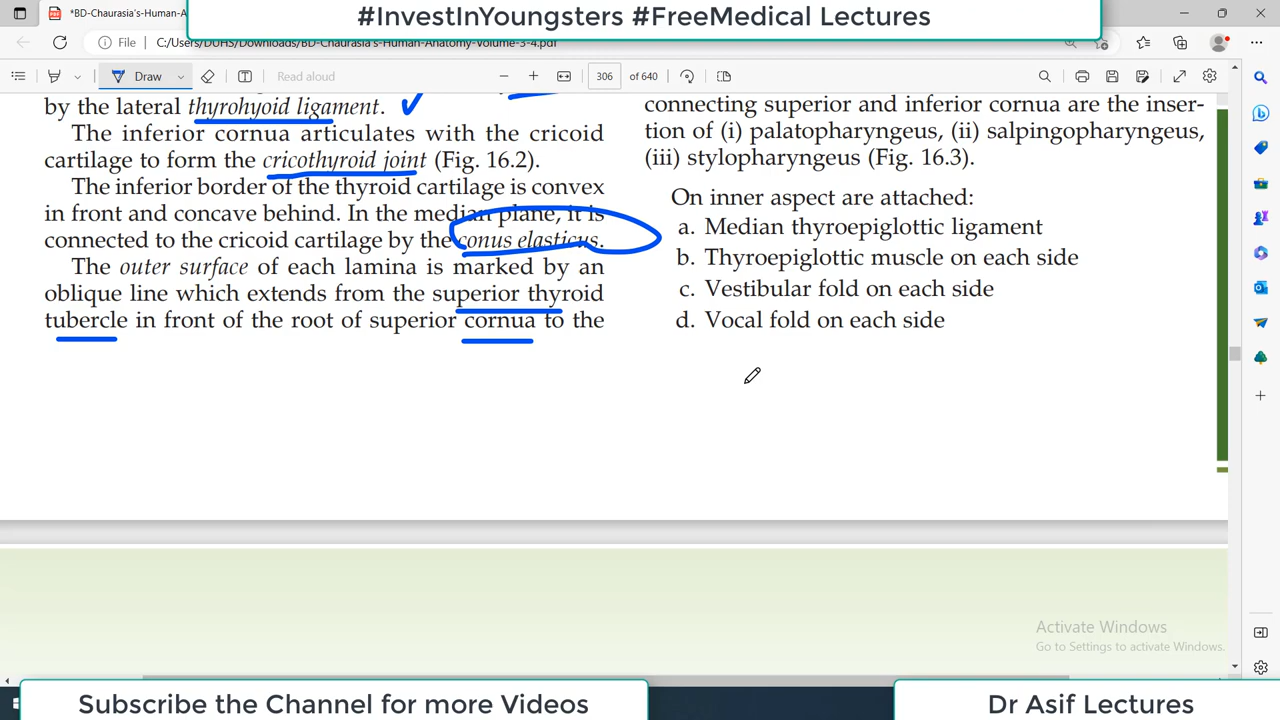 #InvestInYoungsters #FreeMedical Lectures
*BD-Chaurasia's-Human-A
File
C:/Users/DUHS/Downloads/BD-Chaurasia's-Human-Anatomy-Volume-3-4.pdf
Draw
Read aloud
306 of 640
by the lateral thyrohyoid ligament.
The inferior cornua articulates with the cricoid
cartilage to form the cricothyroid joint (Fig. 16.2).
The inferior border of the thyroid cartilage is convex
in front and concave behind. In the median plane, it is
connected to the cricoid cartilage by the conus elasticus.
The outer surface of each lamina is marked by an
oblique line which extends from the superior thyroid
tubercle in front of the root of superior cornua to the
connecting superior and inferior cornua are the inser-
tion of (i) palatopharyngeus, (ii) salpingopharyngeus,
(iii) stylopharyngeus (Fig. 16.3).
On inner aspect are attached:
a. Median thyroepiglottic ligament
b. Thyroepiglottic muscle on each side
c. Vestibular fold on each side
d. Vocal fold on each side
Activate Windows
Go to Settings to activate Windows.
Subscribe the Channel for more Videos
Dr Asif Lectures